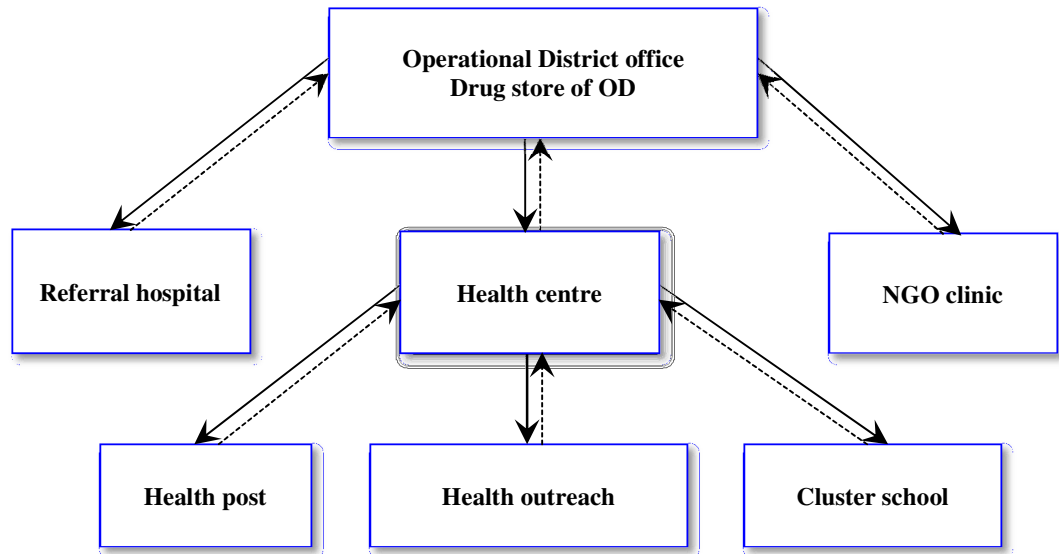 Operational District office
Drug store of OD
Referral hospital
Health centre
NGO clinic
Health post
Health outreach
Cluster school